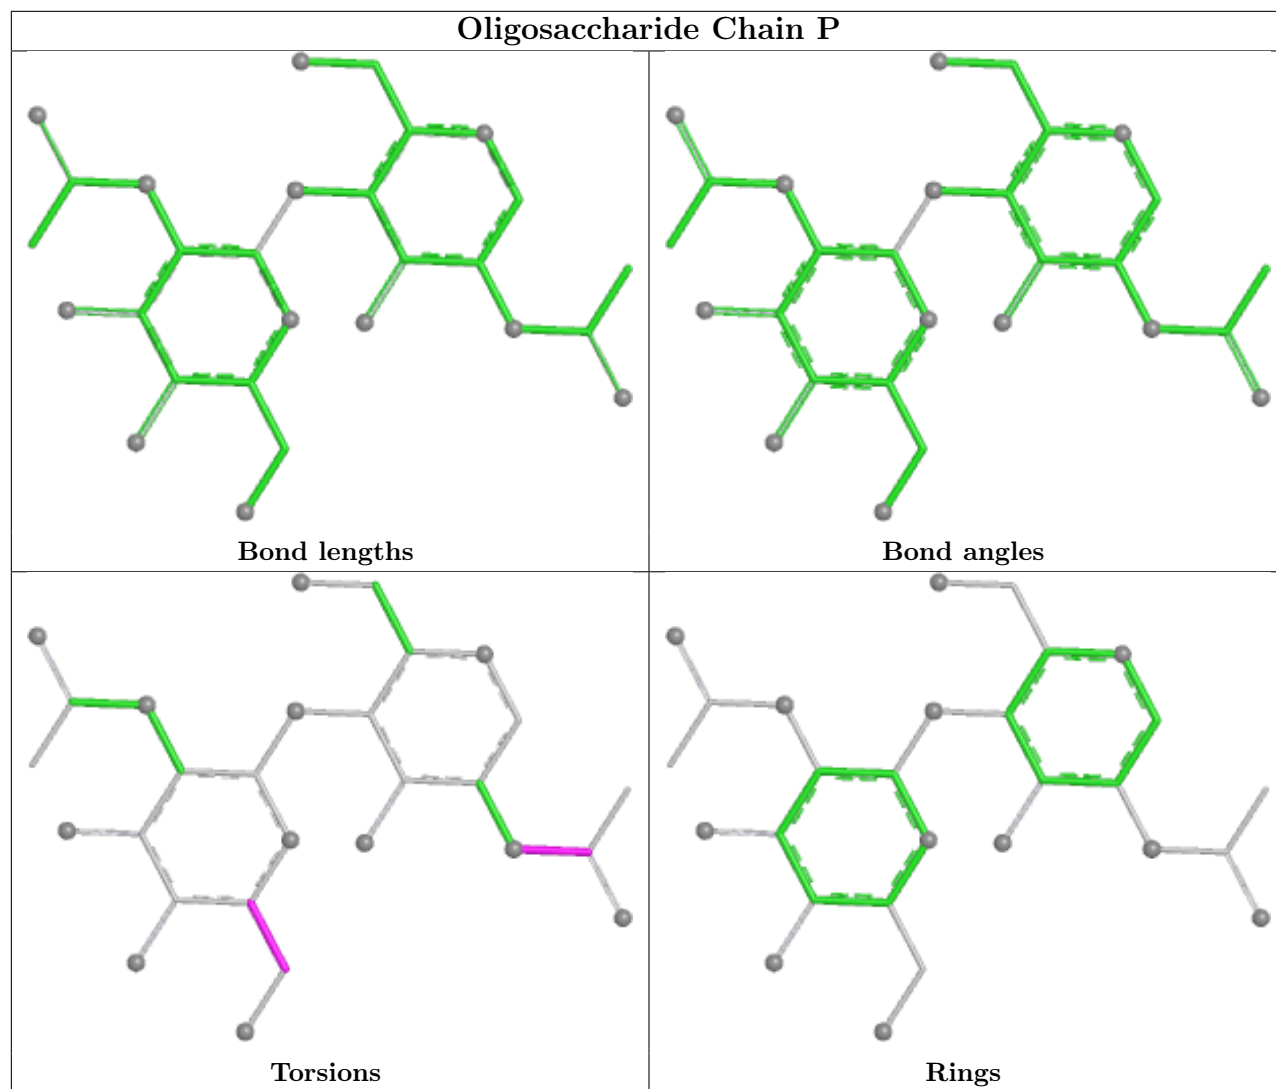 Oligosaccharide Chain P
Bond lengths
Bond angles
Torsions
Rings